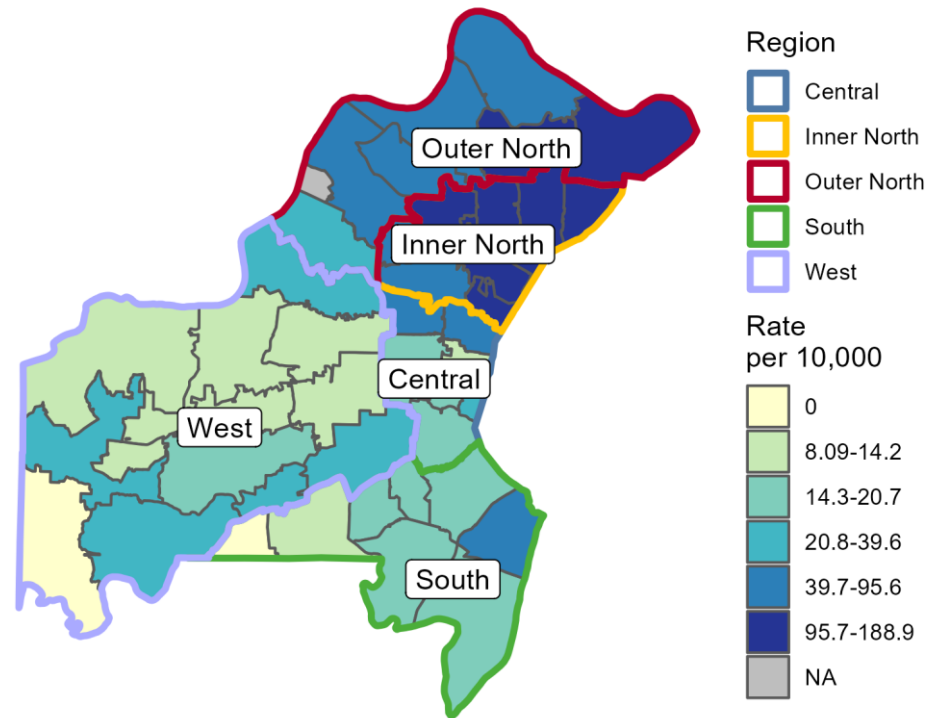 Outer North
Inner North
Central
West
South
Region
Central
Inner North
Outer North
South
West
Rate
per 10,000
0
8.09-14.2
14.3-20.7
20.8-39.6
39.7-95.6
95.7-188.9
NA